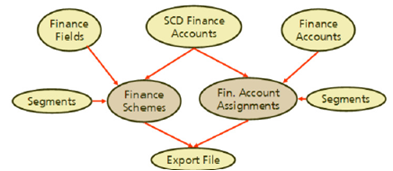 Finance
Fields
SCD Finance
Accounts
Finance
Accounts
Segments
Finance
Schemes
Fin. Account
Assignments
Segments
Export File